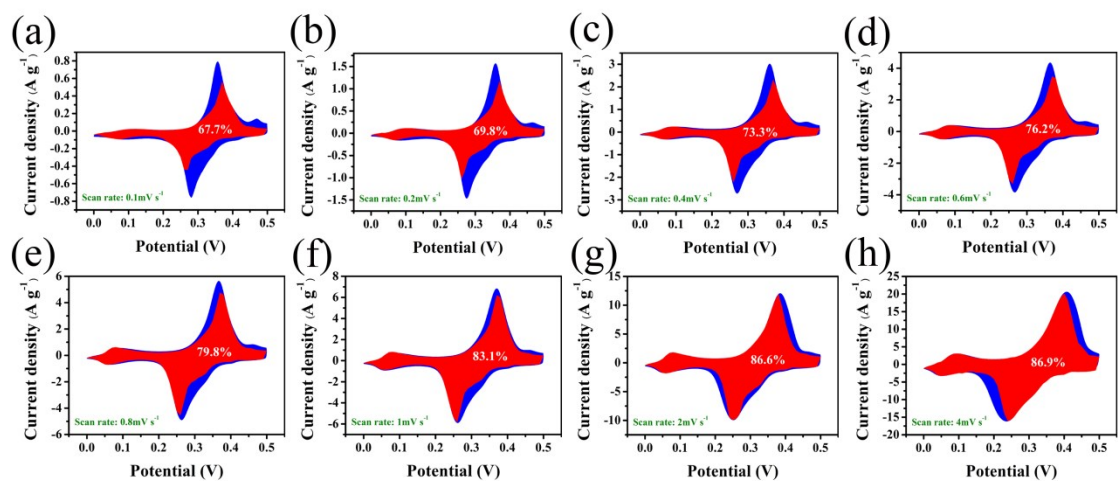 (a)
Current density (A g⁻¹)
0.8
0.6
0.4
0.2
0.0
-0.2
-0.4
-0.6
-0.8
67.7%
Scan rate: 0.1mV s⁻¹
0.0 0.1 0.2 0.3 0.4 0.5
Potential (V)
(b)
Current density (A g⁻¹)
1.5
1.0
0.5
0.0
-0.5
-1.0
-1.5
69.8%
Scan rate: 0.2mV s⁻¹
0.0 0.1 0.2 0.3 0.4 0.5
Potential (V)
(c)
Current density (A g⁻¹)
3
2
1
0
-1
-2
-3
73.3%
Scan rate: 0.4mV s⁻¹
0.0 0.1 0.2 0.3 0.4 0.5
Potential (V)
(d)
Current density (A g⁻¹)
4
2
0
-2
-4
76.2%
Scan rate: 0.6mV s⁻¹
0.0 0.1 0.2 0.3 0.4 0.5
Potential (V)
(e)
Current density (A g⁻¹)
6
4
2
0
-2
-4
-6
79.8%
Scan rate: 0.8mV s⁻¹
0.0 0.1 0.2 0.3 0.4 0.5
Potential (V)
(f)
Current density (A g⁻¹)
8
6
4
2
0
-2
-4
-6
-8
83.1%
Scan rate: 1mV s⁻¹
0.0 0.1 0.2 0.3 0.4 0.5
Potential (V)
(g)
Current density (A g⁻¹)
15
10
5
0
-5
-10
86.6%
Scan rate: 2mV s⁻¹
0.0 0.1 0.2 0.3 0.4 0.5
Potential (V)
(h)
Current density (A g⁻¹)
25
20
15
10
5
0
-5
-10
-15
-20
86.9%
Scan rate: 4mV s⁻¹
0.0 0.1 0.2 0.3 0.4 0.5
Potential (V)